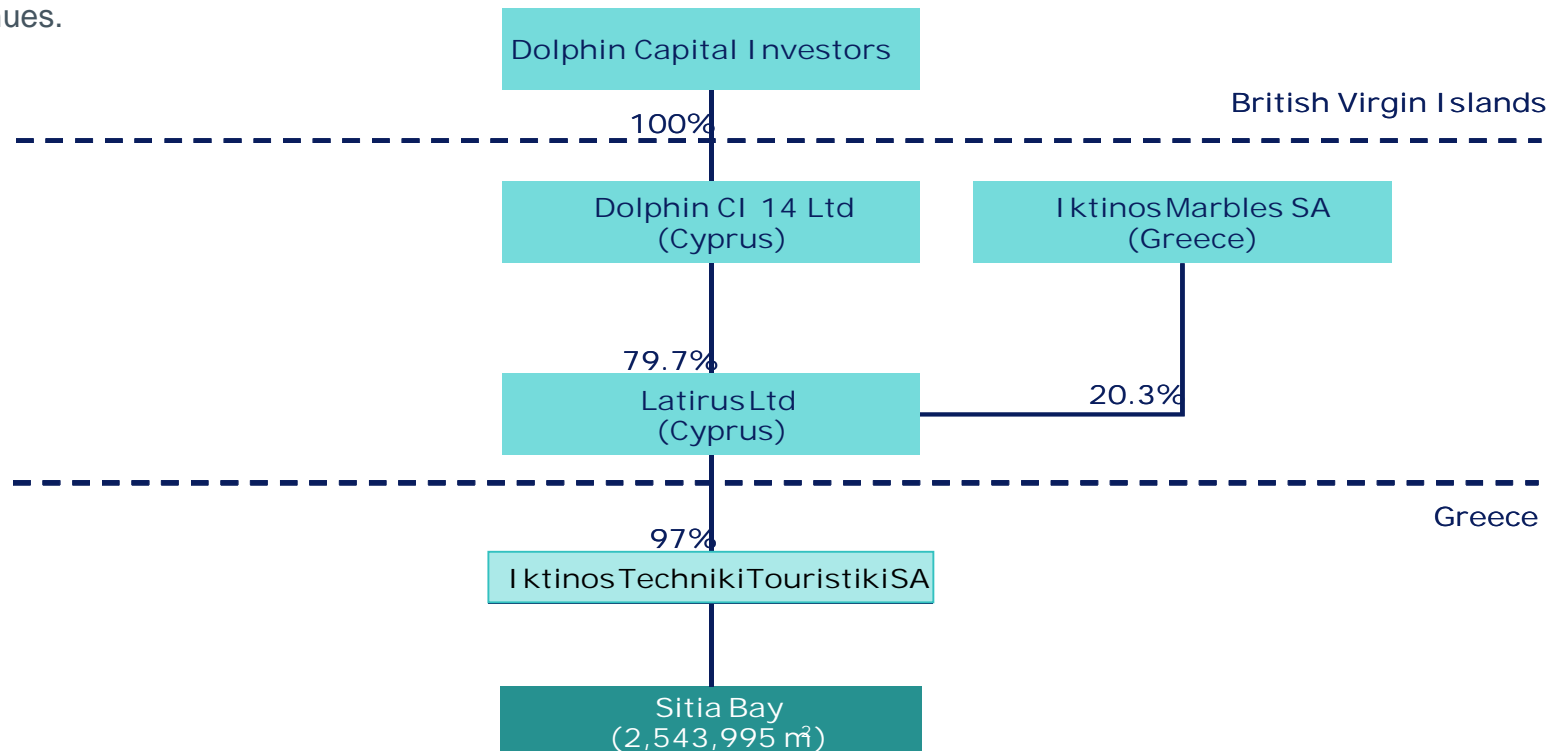 nues.
Dolphin Capital Investors
British Virgin Islands
100%
Dolphin CI 14 Ltd
(Cyprus)
Iktinos Marbles SA
(Greece)
79.7%
20.3%
Latirus Ltd
(Cyprus)
Greece
97%
Iktinos Techniki Touristiki SA
Sitia Bay
(2,543,995 m²)